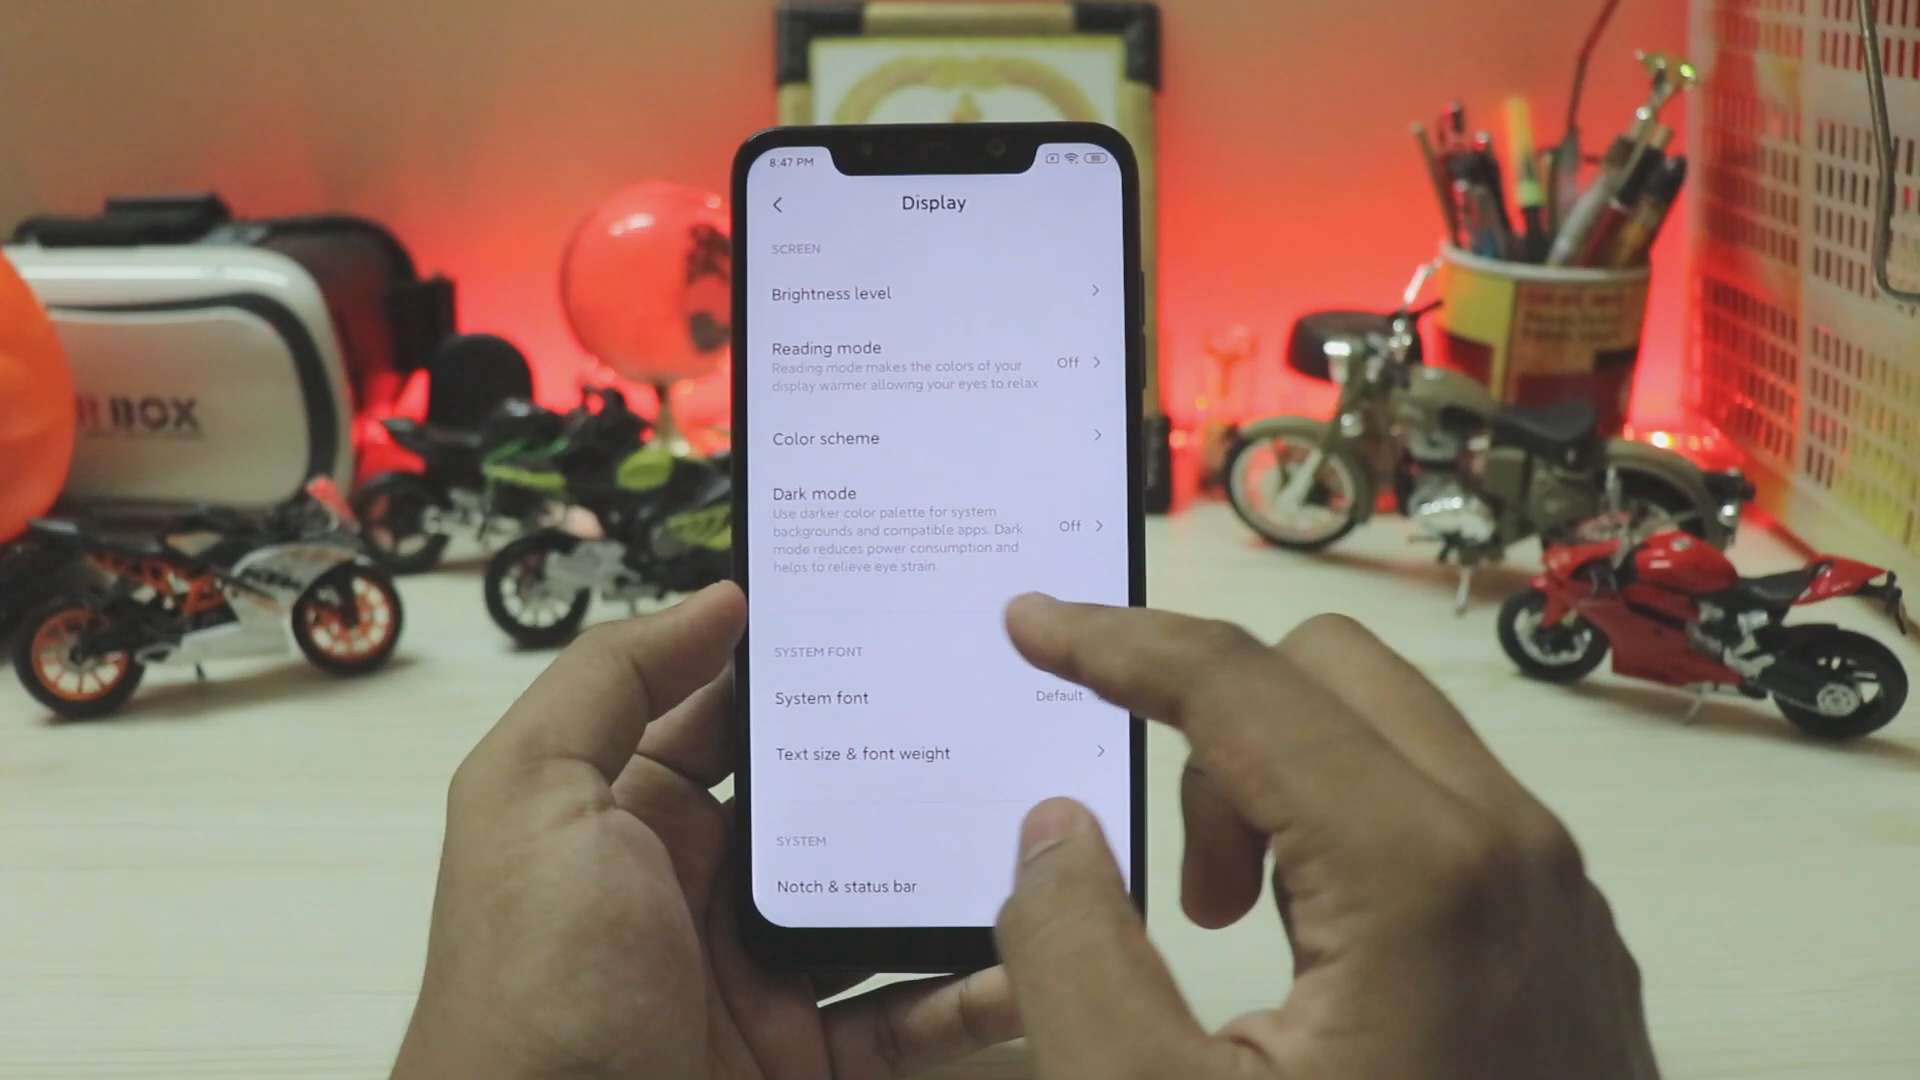 8:47 PM
Display
SCREEN
Brightness level
Reading mode
Reading mode makes the colors of your
display warmer allowing your eyes to relax
Off
Color scheme
Dark mode
Use darker color palette for system
backgrounds and compatible apps. Dark
mode reduces power consumption and
helps to relieve eye strain.
Off
SYSTEM FONT
System font
Default
Text size & font weight
SYSTEM
Notch & status bar
BOX